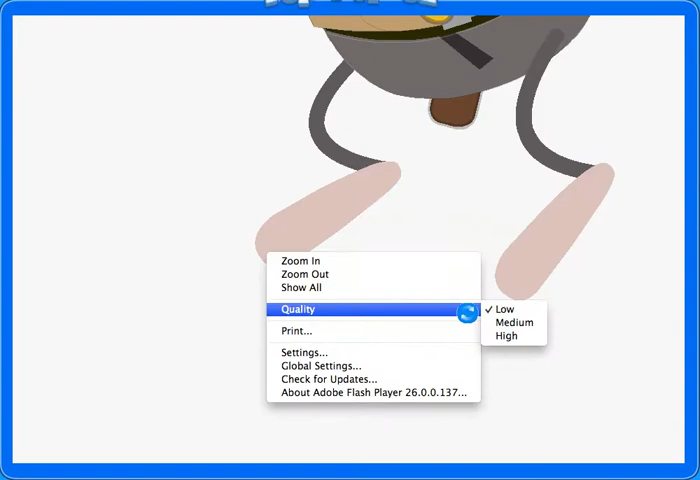 Zoom In
Zoom Out
Show All
Quality
✓ Low
Medium
High
Print...
Settings...
Global Settings...
Check for Updates...
About Adobe Flash Player 26.0.0.137...